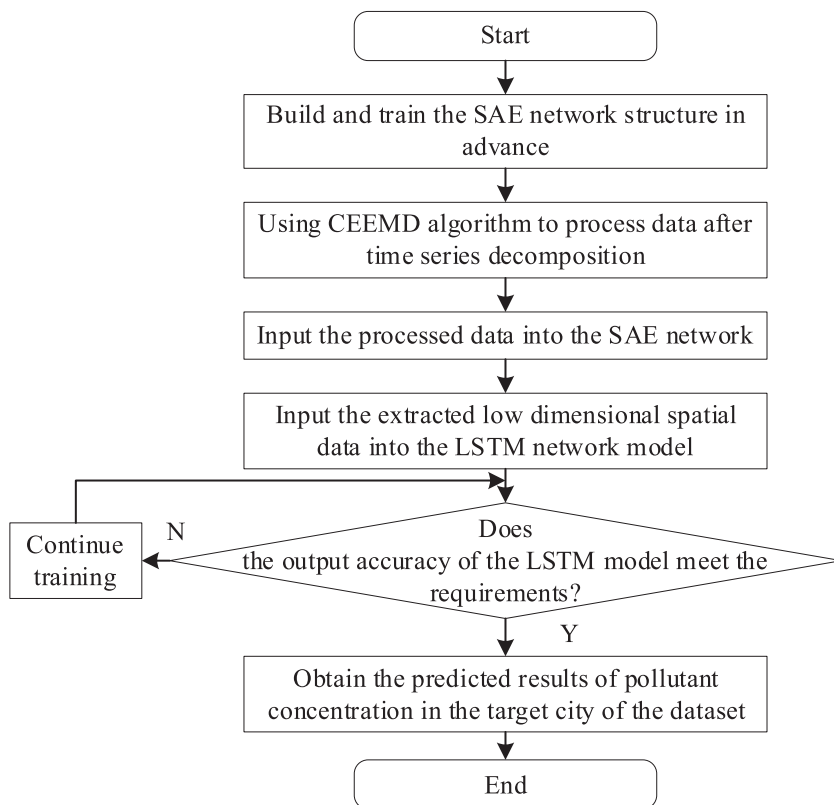 Start
Build and train the SAE network structure in
advance
Using CEEMD algorithm to process data after
time series decomposition
Input the processed data into the SAE network
Input the extracted low dimensional spatial
data into the LSTM network model
N
Continue
training
Does
the output accuracy of the LSTM model meet the
requirements?
Y
Obtain the predicted results of pollutant
concentration in the target city of the dataset
End